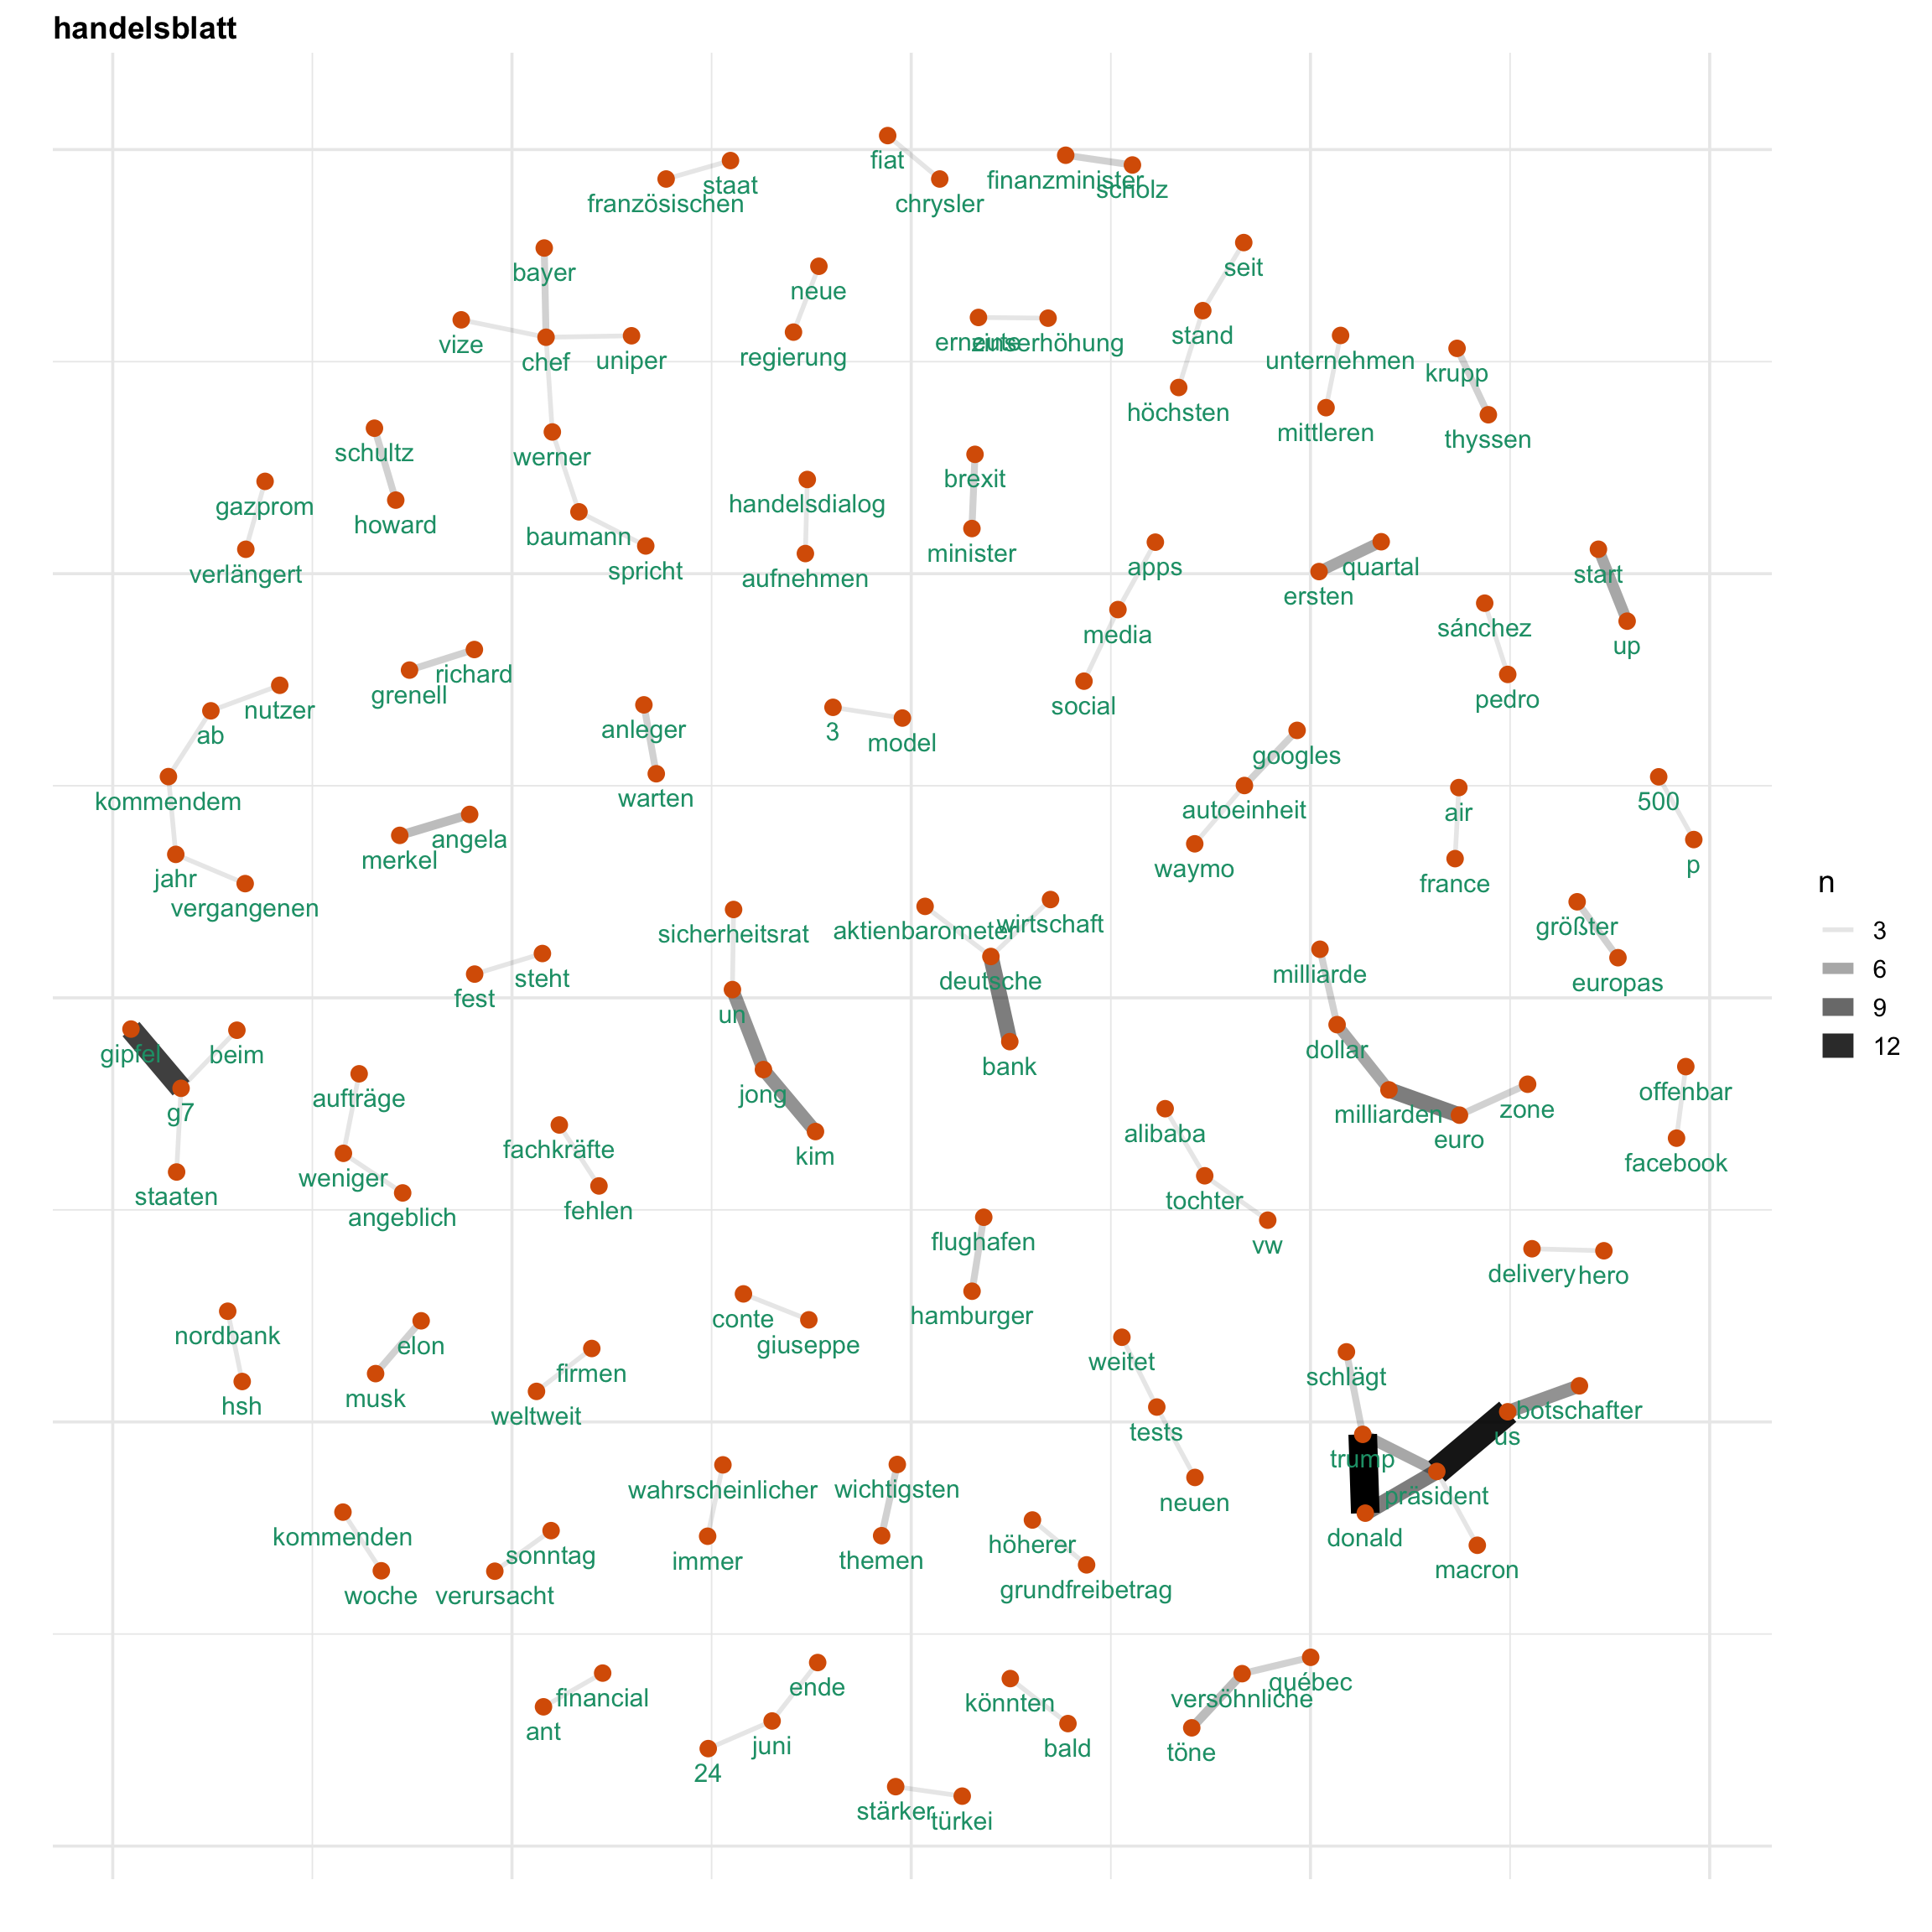 handelsblatt
fiat
staat
finanzminister
scholz
französischen
chrysler
seit
bayer
neue
stand
vize
chef
uniper
regierung
erneute
zinserhöhung
unternehmen
krupp
höchsten
mittleren
thyssen
schultz
werner
brexit
gazprom
howard
handelsdialog
baumann
minister
verlängert
spricht
aufnehmen
apps
quartal
start
ersten
media
sánchez
up
richard
grenell
nutzer
social
pedro
ab
anleger
3
model
googles
kommendem
warten
autoeinheit
air
500
angela
merkel
waymo
p
jahr
france
n
vergangenen
sicherheitsrat
aktienbarometer
wirtschaft
größter
3
steht
fest
deutsche
milliarde
europas
6
un
9
gipfel
beim
bank
dollar
12
g7
aufträge
jong
milliarden
zone
offenbar
fachkräfte
kim
alibaba
euro
facebook
staaten
weniger
tochter
angeblich
fehlen
flughafen
vw
delivery
hero
nordbank
elon
conte
hamburger
giuseppe
hsh
musk
firmen
weitet
schlägt
weltweit
tests
botschafter
us
trump
wahrscheinlicher
wichtigsten
neuen
präsident
kommenden
sonntag
immer
themen
höherer
donald
macron
woche
verursacht
grundfreibetrag
financial
ende
könnten
versöhnliche
québec
ant
juni
bald
töne
24
stärker
türkei